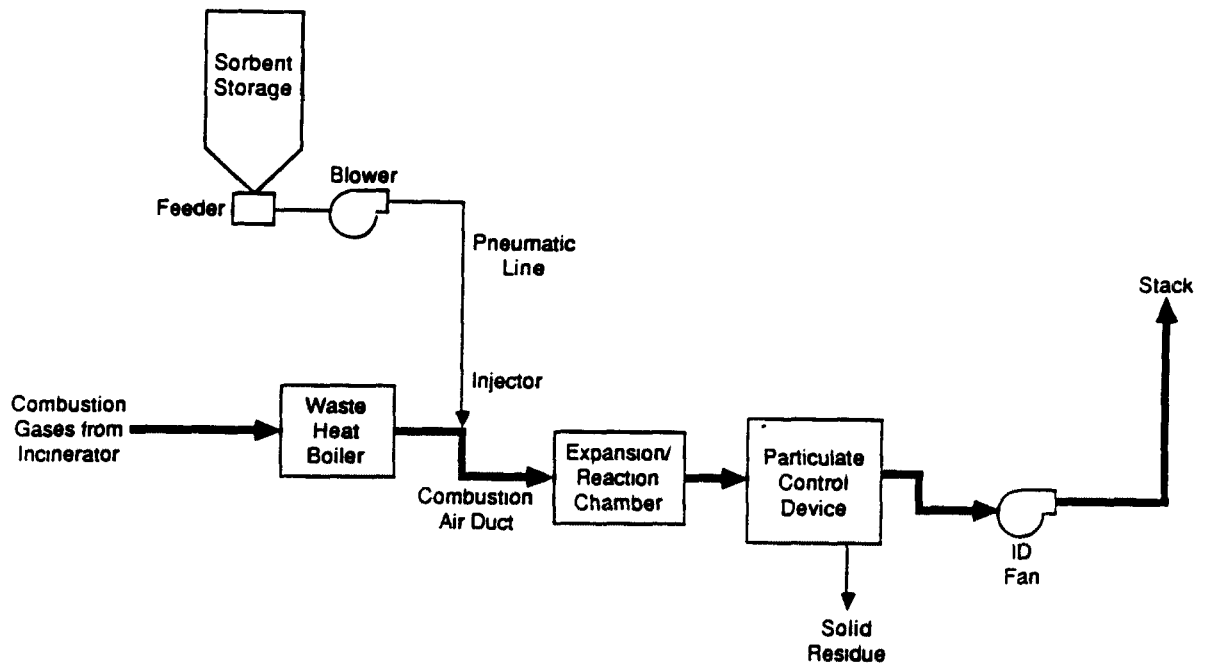 Sorbent
Storage
Blower
Feeder
Pneumatic
Line
Stack
Injector
Combustion
Gases from
Incinerator
Waste
Heat
Boiler
Combustion
Air Duct
Expansion/
Reaction
Chamber
Particulate
Control
Device
ID
Fan
Solid
Residue